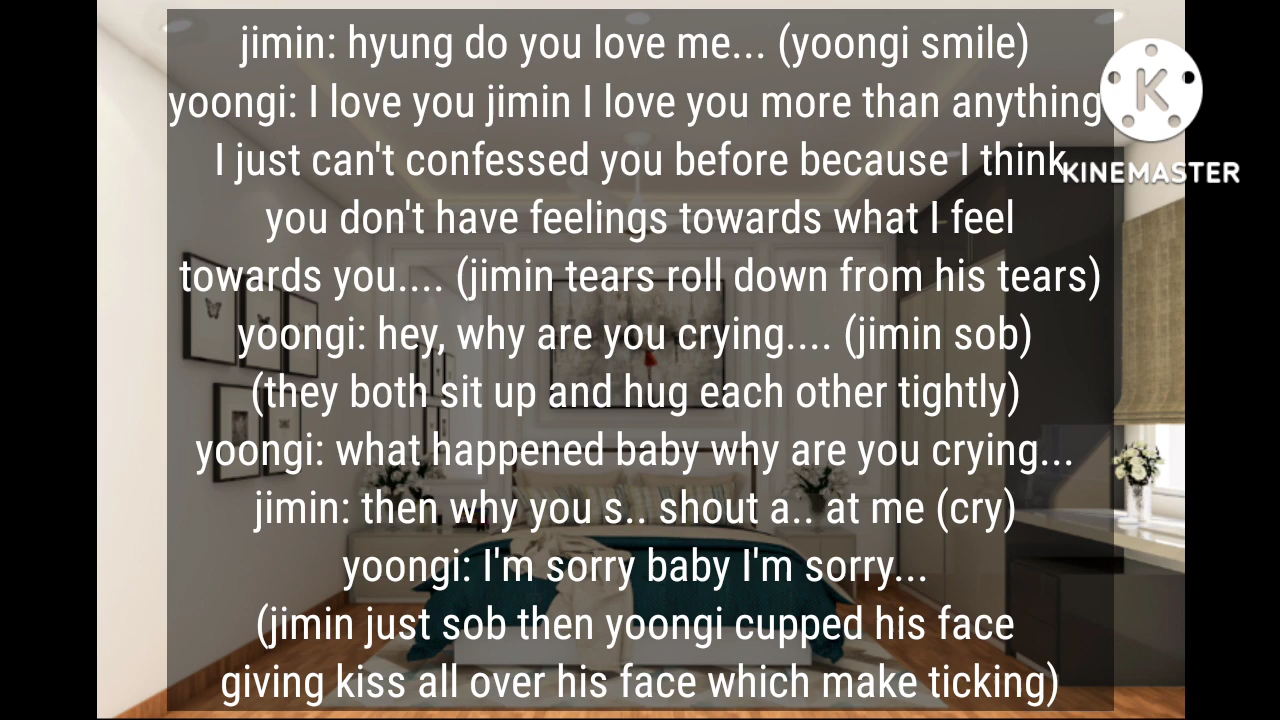 jimin: hyung do you love me... (yoongi smile)
yoongi: I love you jimin I love you more than anything
I just can't confessed you before because I think
you don't have feelings towards what I feel
towards you.... (jimin tears roll down from his tears)
yoongi: hey, why are you crying.... (jimin sob)
(they both sit up and hug each other tightly)
yoongi: what happened baby why are you crying...
jimin: then why you s.. shout a.. at me (cry)
yoongi: I'm sorry baby I'm sorry...
(jimin just sob then yoongi cupped his face
giving kiss all over his face which make ticking)
K
KINEMASTER